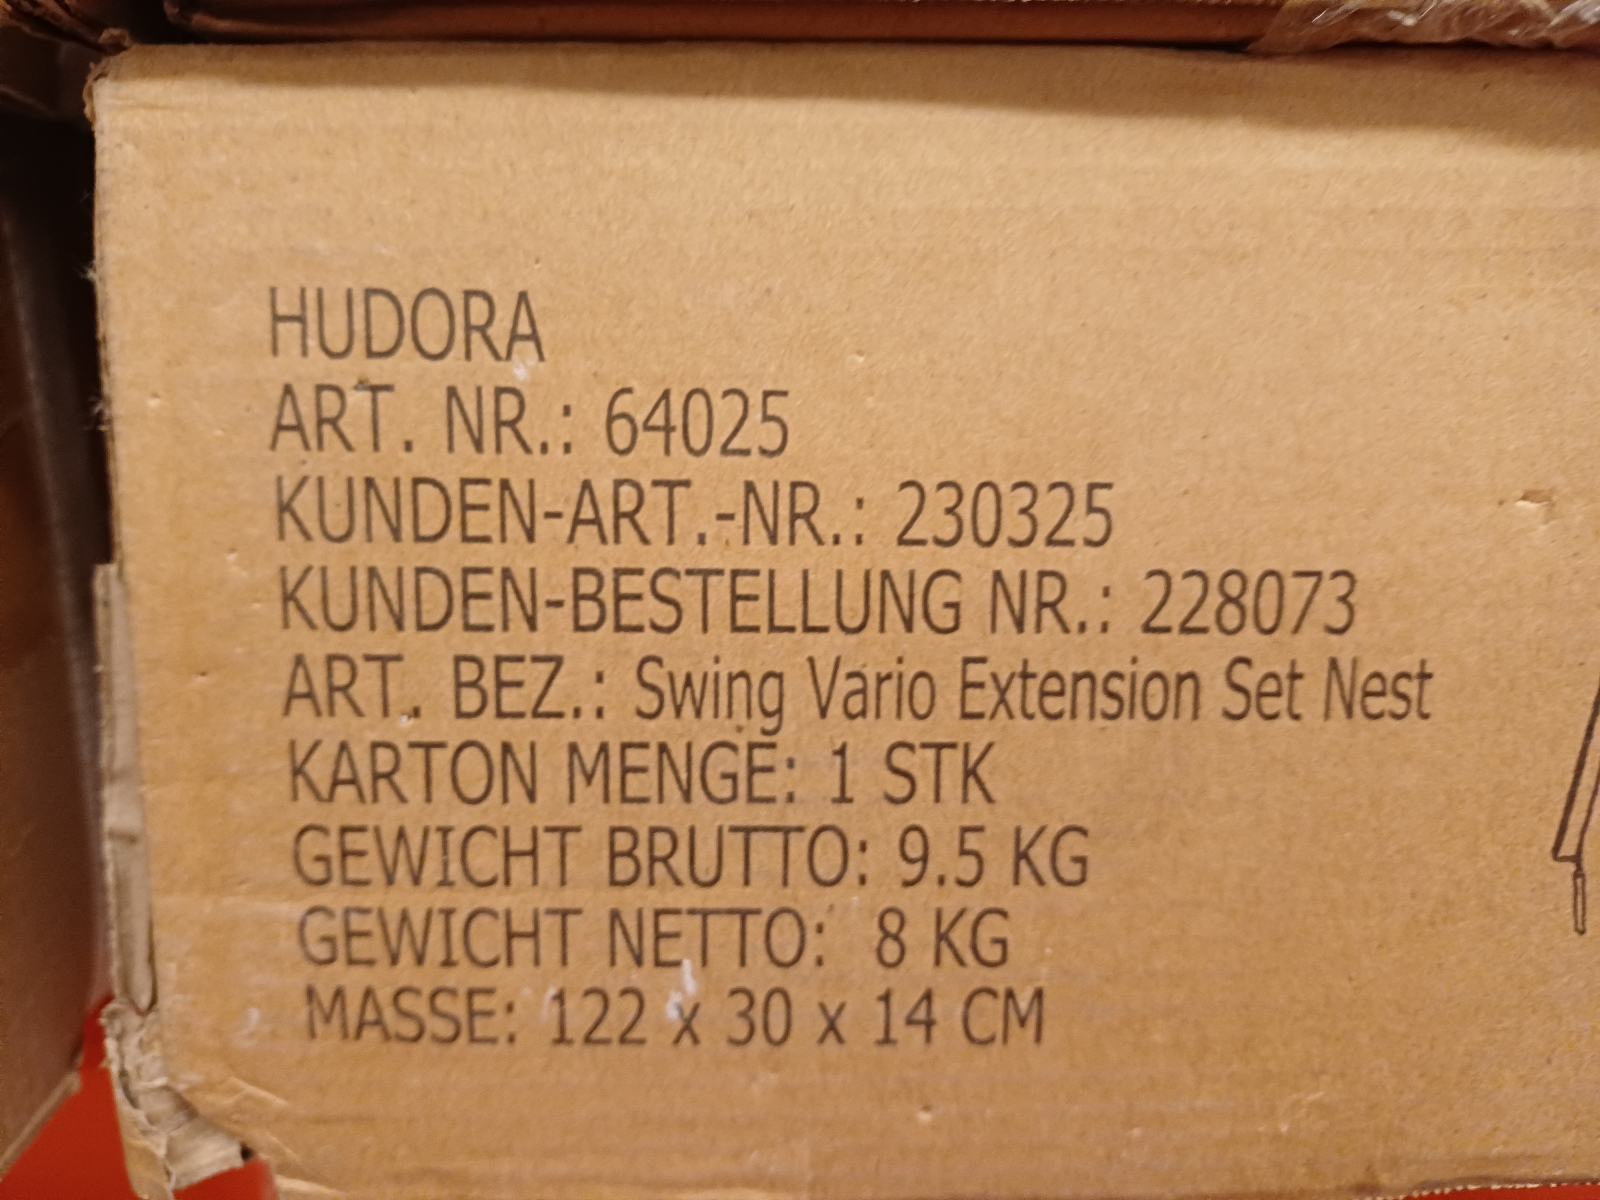 HUDORA
ART. NR.: 64025
KUNDEN-ART.-NR.: 230325
KUNDEN-BESTELLUNG NR.: 228073
ART. BEZ.: Swing Vario Extension Set Nest
KARTON MENGE: 1 STK
GEWICHT BRUTTO: 9.5 KG
GEWICHT NETTO: 8 KG
MASSE: 122 x 30 x 14 CM